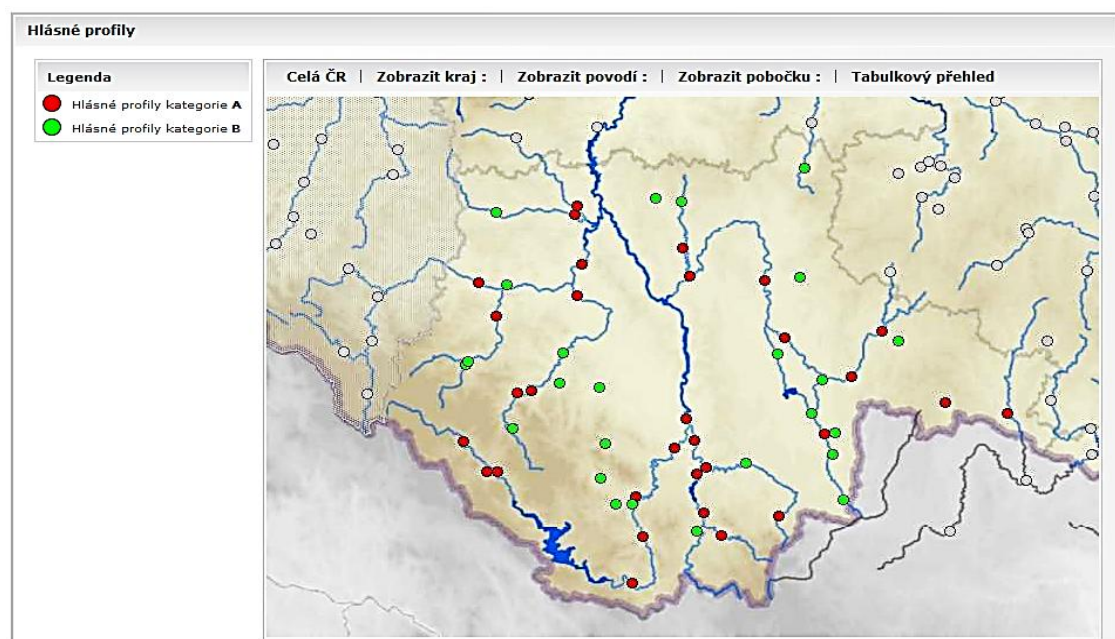 Hlásné profily
Legenda
Hlásné profily kategorie A
Hlásné profily kategorie B
Celá ČR | Zobrazit kraj : | Zobrazit povodí : | Zobrazit pobočku : | Tabulkový přehled